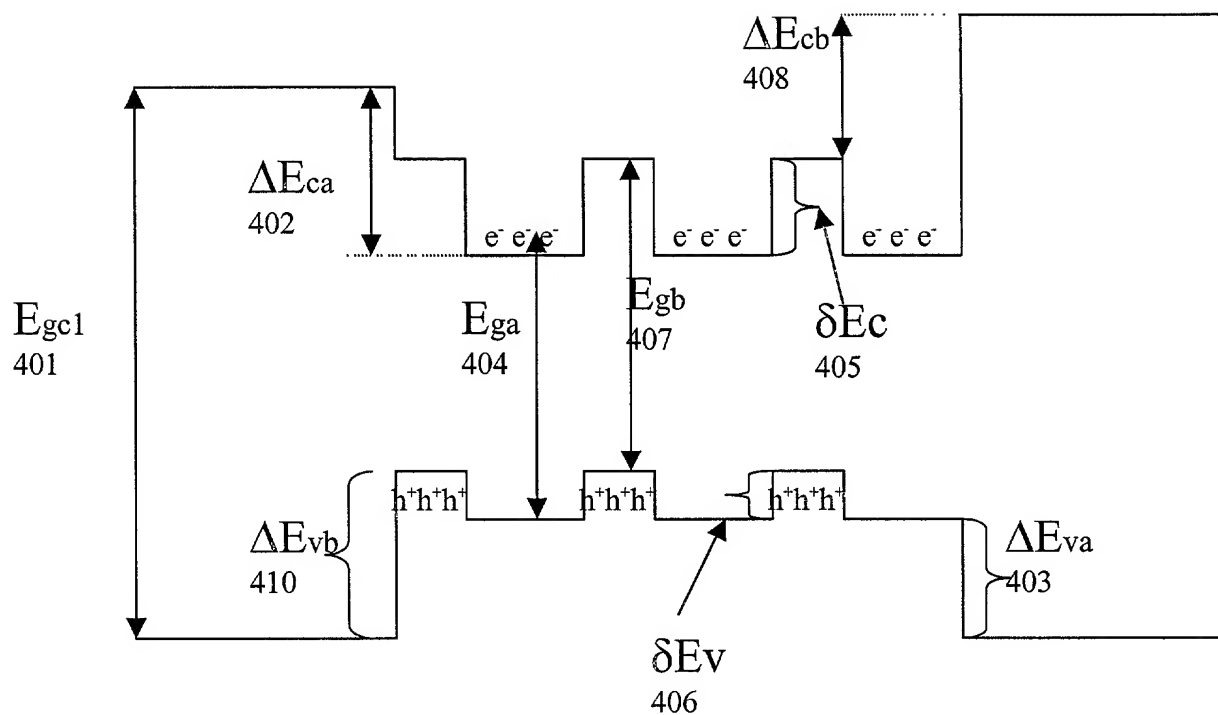 ΔEcb
408
ΔEca
402
e⁻ e⁻ e⁻
e⁻ e⁻ e⁻
e⁻ e⁻ e⁻
Egc1
401
Ega
404
Egb
407
δEc
405
h⁺h⁺h⁺
h⁺h⁺h⁺
h⁺h⁺h⁺
ΔEvb
410
ΔEva
403
δEv
406